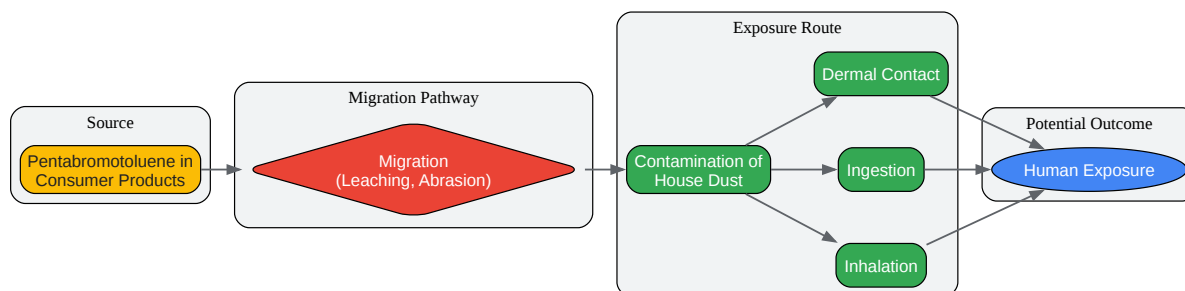 Source
Pentabromotoluene in
Consumer Products
Migration Pathway
Migration
(Leaching, Abrasion)
Exposure Route
Contamination of
House Dust
Dermal Contact
Ingestion
Inhalation
Potential Outcome
Human Exposure